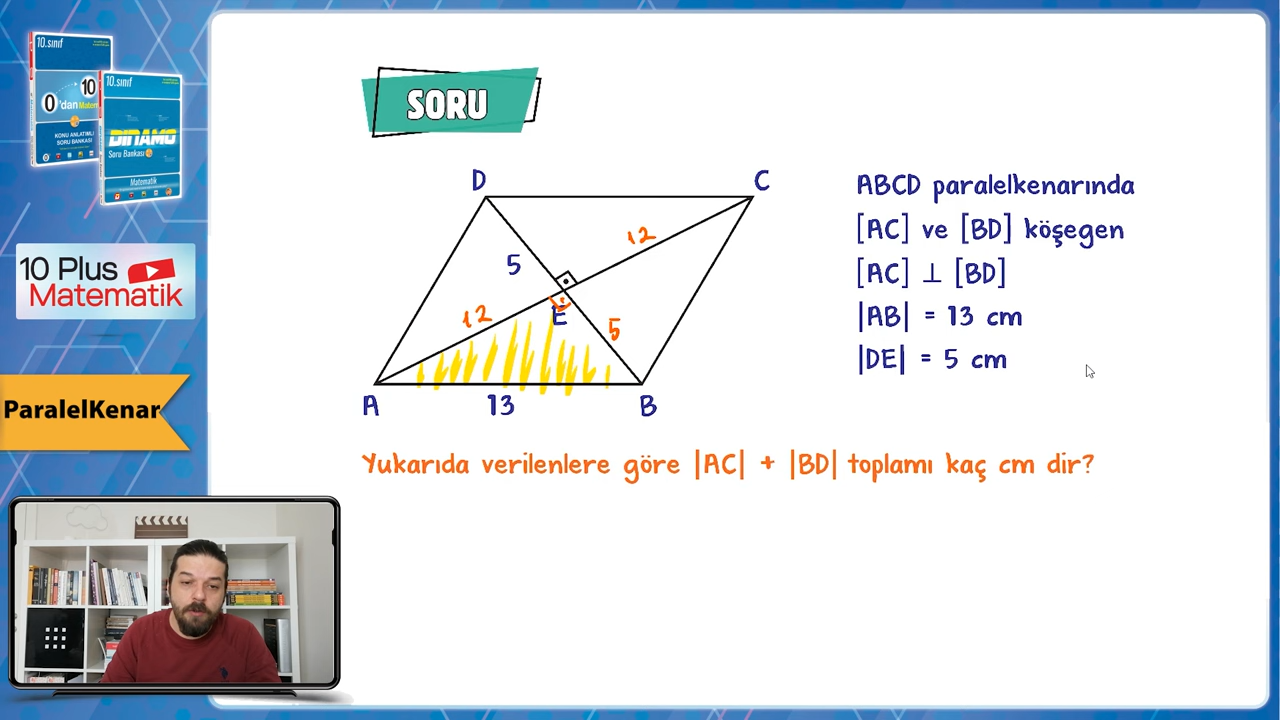 10.sınıf
0'dan 10
Matem
KONU ANLATIMLI
SORU BANKASI
10.sınıf
DINAMO
Soru Bankası
Matematik
10 Plus
Matematik
ParalelKenar
SORU
D
C
12
5
12
E
5
A
13
B
ABCD paralelkenarında
[AC] ve [BD] köşegen
[AC] ⊥ [BD]
|AB| = 13 cm
|DE| = 5 cm
Yukarıda verilenlere göre |AC| + |BD| toplamı kaç cm dir?